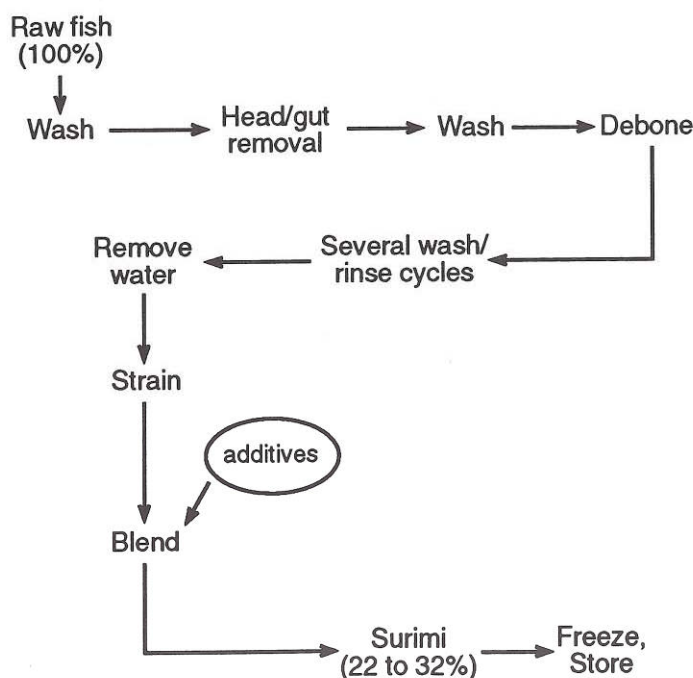 Raw fish
(100%)
Wash
Head/gut
removal
Wash
Debone
Several wash/
rinse cycles
Remove
water
Strain
additives
Blend
Surimi
(22 to 32%)
Freeze,
Store